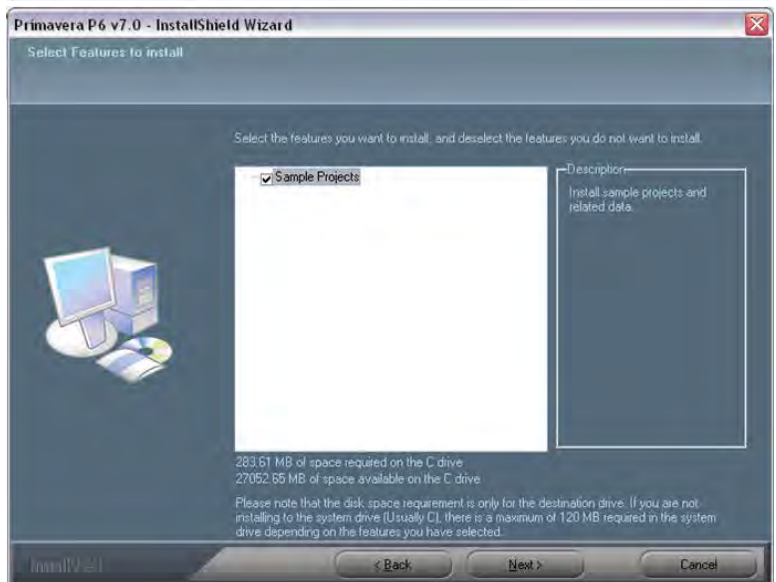 Primavera P6 v7.0 - InstallShield Wizard
Select Features to install
Select the features you want to install, and deselect the features you do not want to install.
Sample Projects
Description
Install sample projects and
related data.
283.61 MB of space required on the C drive
27052.65 MB of space available on the C drive
Please note that the disk space requirement is only for the destination drive. If you are not
installing to the system drive (Usually C), there is a maximum of 120 MB required in the system
drive depending on the features you have selected.
InstallShield
< Back
Next >
Cancel